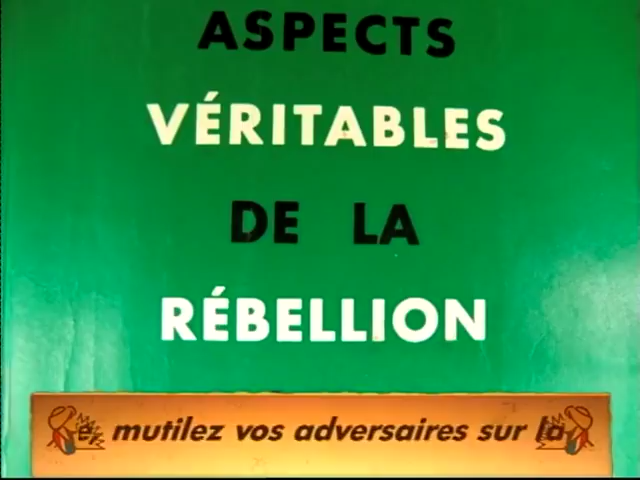 ASPECTS
VÉRITABLES
DE LA
RÉBELLION
mutilez vos adversaires sur la